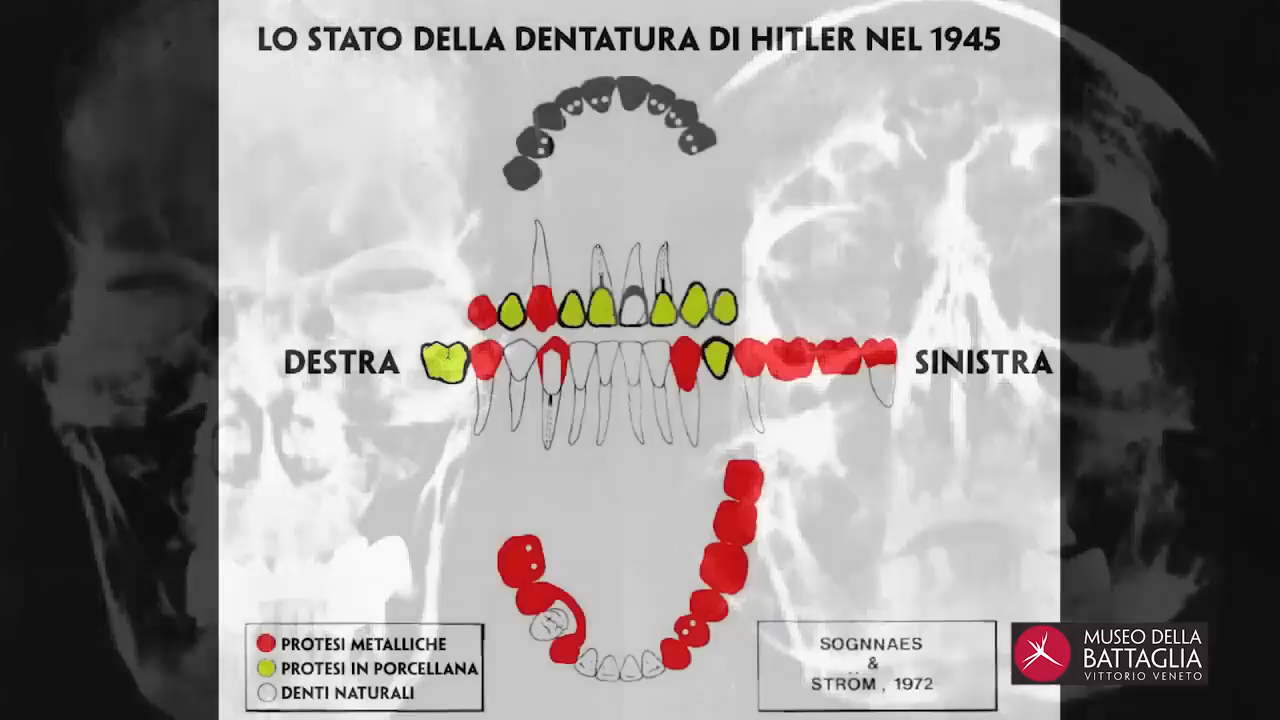 LO STATO DELLA DENTATURA DI HITLER NEL 1945
DESTRA
SINISTRA
PROTESI METALLICHE
PROTESI IN PORCELLANA
DENTI NATURALI
SOGNNAES
&
STRÖM, 1972
MUSEO DELLA
BATTAGLIA
VITTORIO VENETO